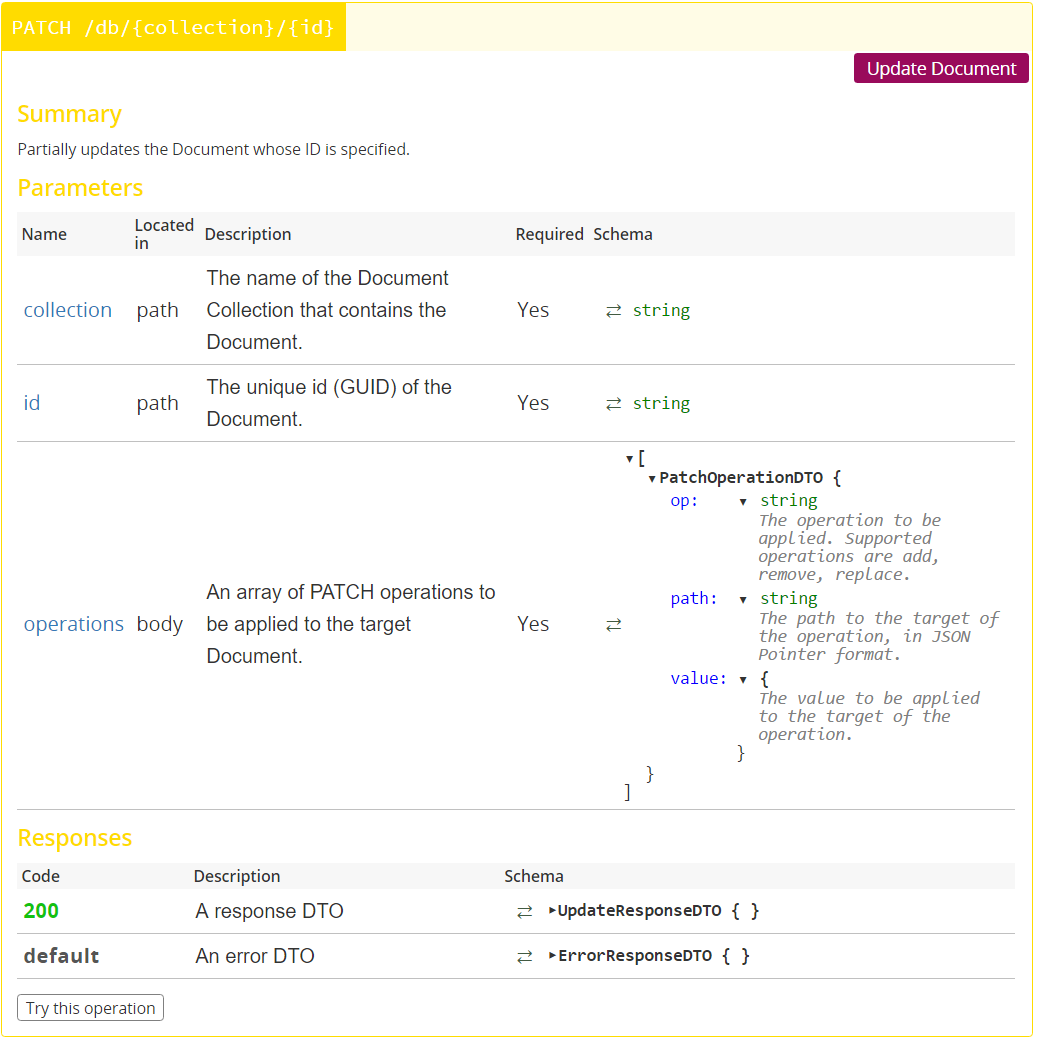 PATCH /db/{collection}/{id}
Update Document
Summary
Partially updates the Document whose ID is specified.
Parameters
Name Located in Description Required Schema
collection path The name of the Document Collection that contains the Document. Yes ⇄ string
id path The unique id (GUID) of the Document. Yes ⇄ string
operations body An array of PATCH operations to be applied to the target Document. Yes ⇄
▼[
▼PatchOperationDTO {
op: ▼ string
The operation to be
applied. Supported
operations are add,
remove, replace.
path: ▼ string
The path to the target of
the operation, in JSON
Pointer format.
value: ▼ {
The value to be applied
to the target of the
operation.
}
}
]
Responses
Code Description Schema
200 A response DTO ⇄ ►UpdateResponseDTO { }
default An error DTO ⇄ ►ErrorResponseDTO { }
Try this operation